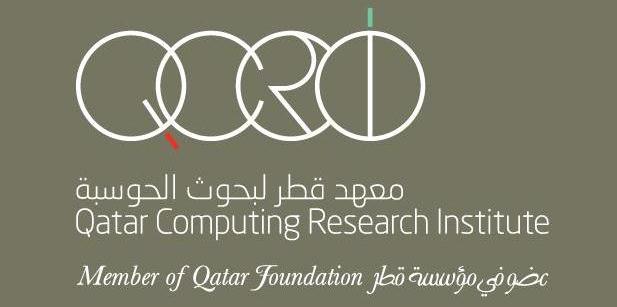 QCRI
معهد قطر لبحوث الحوسبة
Qatar Computing Research Institute
Member of Qatar Foundation عضو في مؤسسة قطر